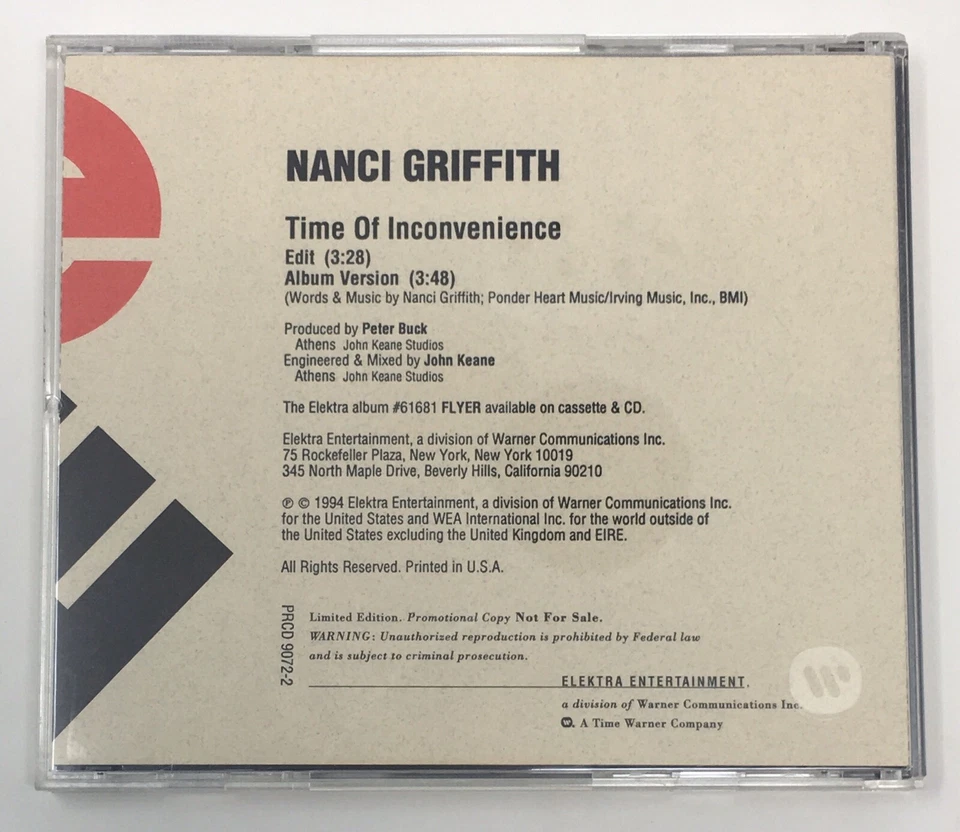 NANCI GRIFFITH
Time Of Inconvenience
Edit (3:28)
Album Version (3:48)
(Words & Music by Nanci Griffith; Ponder Heart Music/Irving Music, Inc., BMI)
Produced by Peter Buck
Athens John Keane Studios
Engineered & Mixed by John Keane
Athens John Keane Studios
The Elektra album #61681 FLYER available on cassette & CD.
Elektra Entertainment, a division of Warner Communications Inc.
75 Rockefeller Plaza, New York, New York 10019
345 North Maple Drive, Beverly Hills, California 90210
℗ © 1994 Elektra Entertainment, a division of Warner Communications Inc.
for the United States and WEA International Inc. for the world outside of
the United States excluding the United Kingdom and EIRE.
All Rights Reserved. Printed in U.S.A.
PRCD 9072-2
Limited Edition. Promotional Copy Not For Sale.
WARNING: Unauthorized reproduction is prohibited by Federal law
and is subject to criminal prosecution.
ELEKTRA ENTERTAINMENT,
a division of Warner Communications Inc.
A Time Warner Company